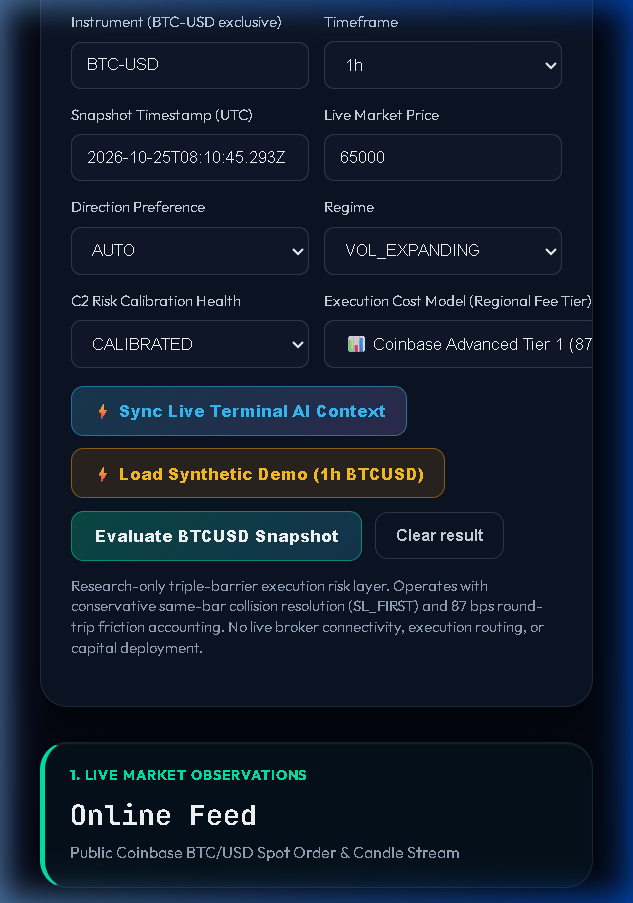 Instrument (BTC-USD exclusive) Timeframe
BTC-USD 1h
Snapshot Timestamp (UTC) Live Market Price
2026-10-25T08:10:45.293Z 65000
Direction Preference Regime
AUTO VOL_EXPANDING
C2 Risk Calibration Health Execution Cost Model (Regional Fee Tier)
CALIBRATED Coinbase Advanced Tier 1 (87
Sync Live Terminal AI Context
Load Synthetic Demo (1h BTCUSD)
Evaluate BTCUSD Snapshot Clear result
Research-only triple-barrier execution risk layer. Operates with
conservative same-bar collision resolution (SL_FIRST) and 87 bps round-
trip friction accounting. No live broker connectivity, execution routing, or
capital deployment.
1. LIVE MARKET OBSERVATIONS
Online Feed
Public Coinbase BTC/USD Spot Order & Candle Stream